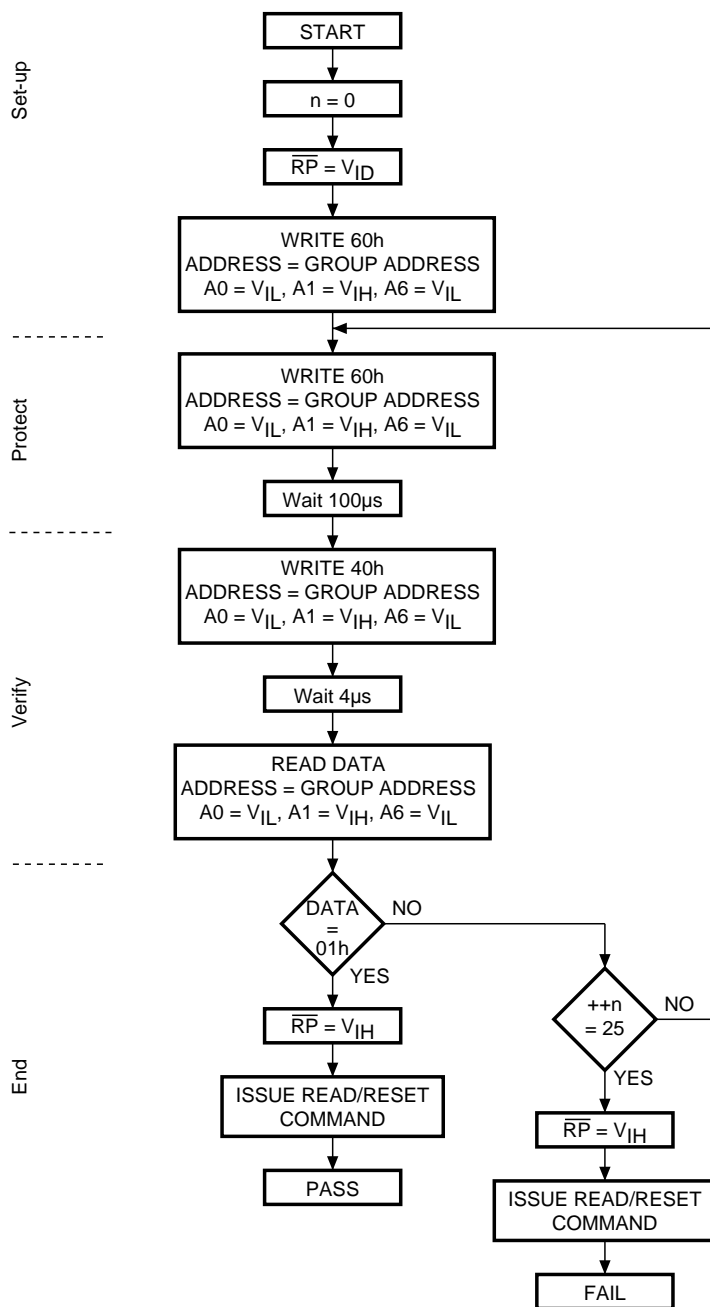 Set-up
START
n = 0
R̅P̅ = VID
WRITE 60h
ADDRESS = GROUP ADDRESS
A0 = VIL, A1 = VIH, A6 = VIL
Protect
WRITE 60h
ADDRESS = GROUP ADDRESS
A0 = VIL, A1 = VIH, A6 = VIL
Wait 100µs
Verify
WRITE 40h
ADDRESS = GROUP ADDRESS
A0 = VIL, A1 = VIH, A6 = VIL
Wait 4µs
READ DATA
ADDRESS = GROUP ADDRESS
A0 = VIL, A1 = VIH, A6 = VIL
End
DATA
=
01h
NO
YES
R̅P̅ = VIH
ISSUE READ/RESET
COMMAND
PASS
++n
= 25
NO
YES
R̅P̅ = VIH
ISSUE READ/RESET
COMMAND
FAIL